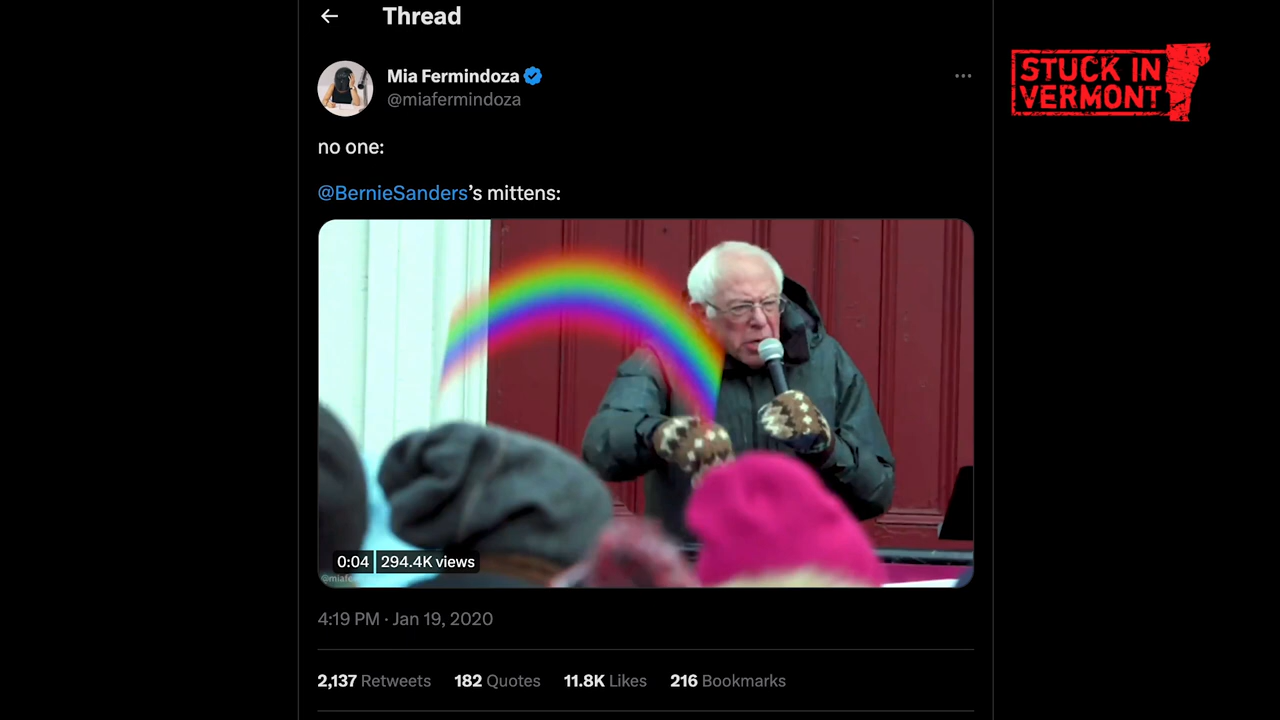 Thread
Mia Fermindoza
@miafermindoza
STUCK IN
VERMONT
no one:
@BernieSanders's mittens:
0:04 294.4K views
4:19 PM · Jan 19, 2020
2,137 Retweets 182 Quotes 11.8K Likes 216 Bookmarks